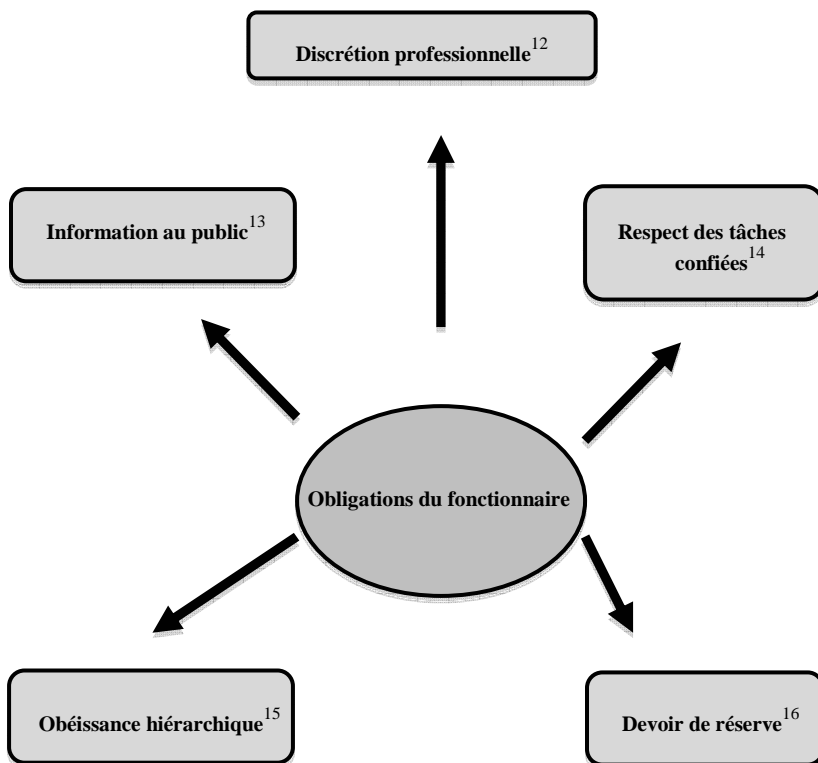 Discrétion professionnelle12
Information au public13
Respect des tâches
confiées14
Obligations du fonctionnaire
Obéissance hiérarchique15
Devoir de réserve16